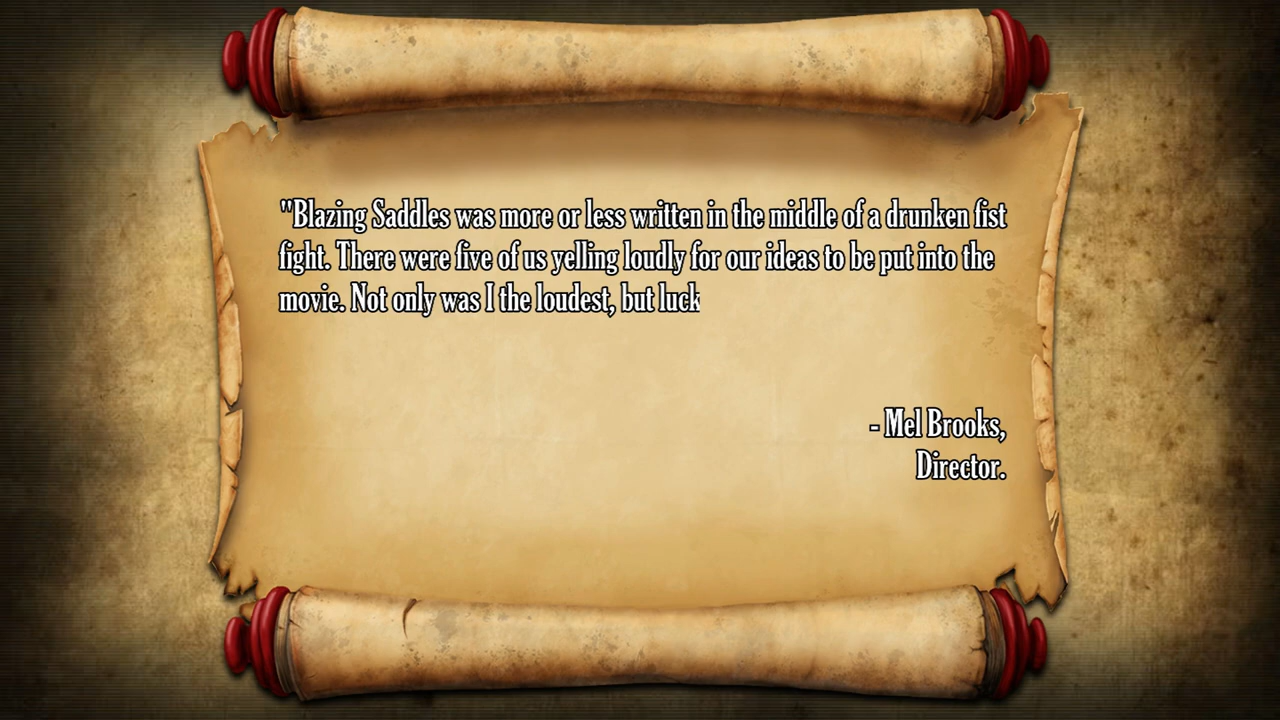 "Blazing Saddles was more or less written in the middle of a drunken fist
fight. There were five of us yelling loudly for our ideas to be put into the
movie. Not only was I the loudest, but luck
- Mel Brooks,
Director.